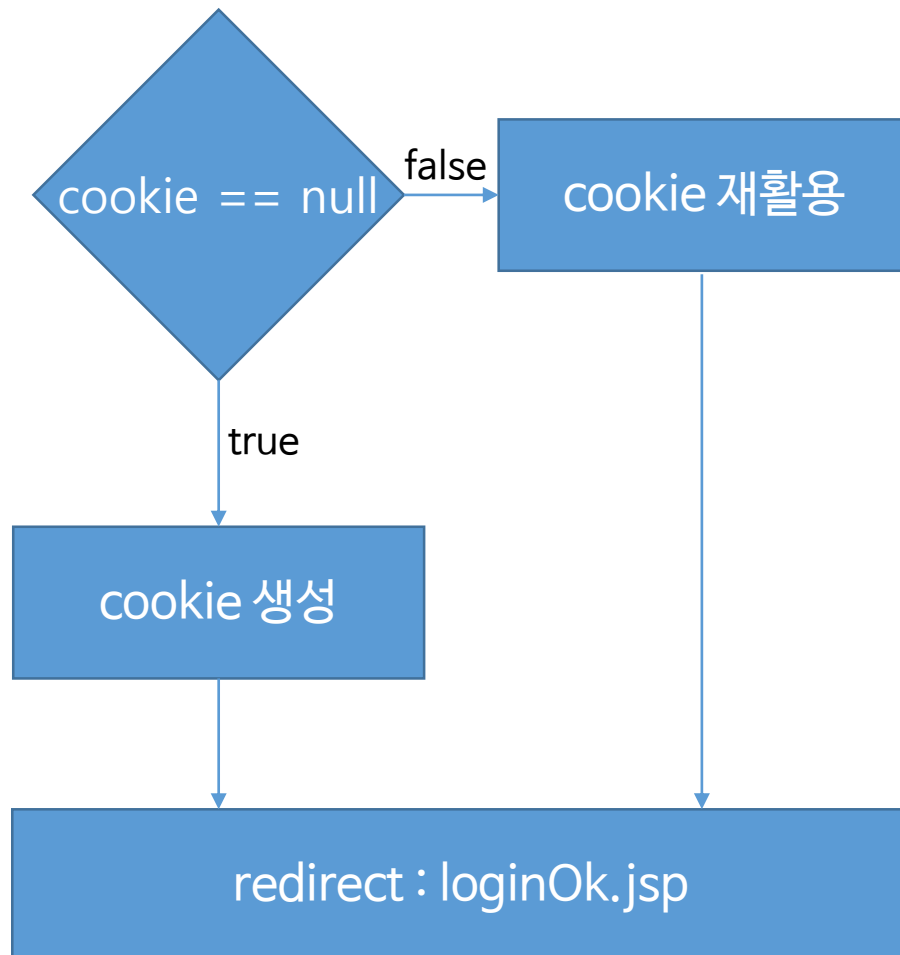 cookie == null
false
cookie 재활용
true
cookie 생성
redirect : loginOk.jsp